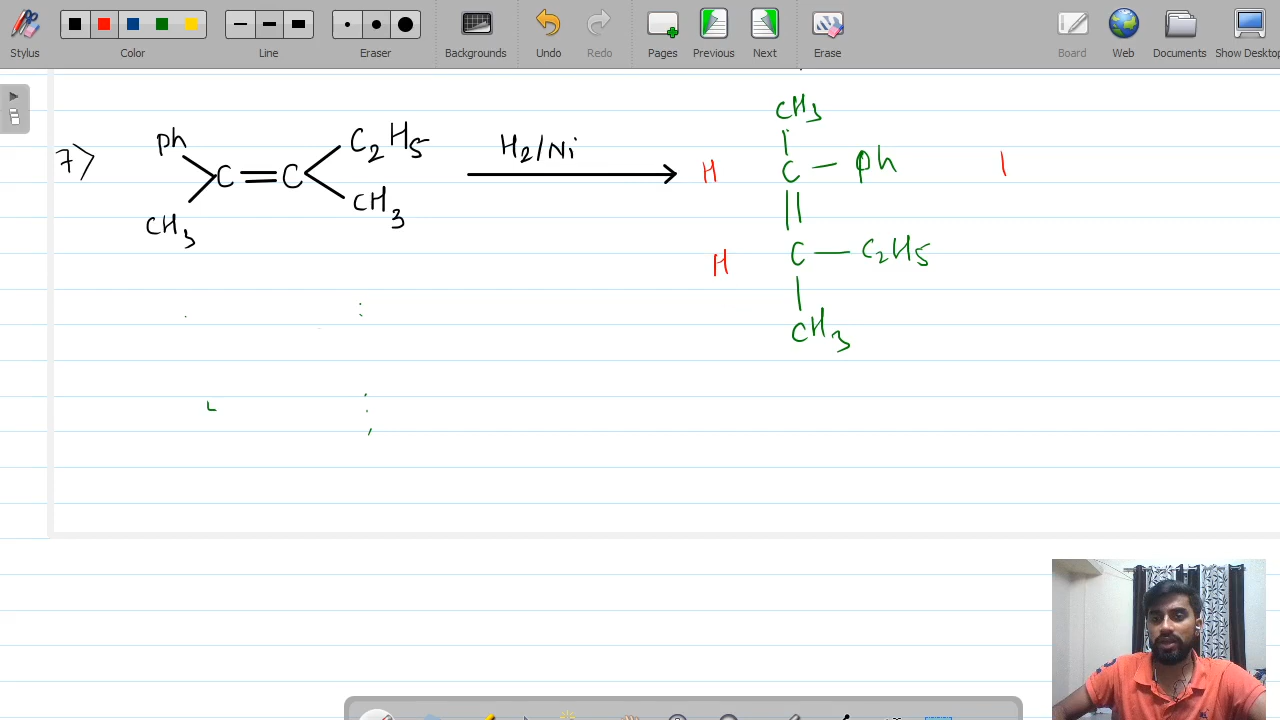 Stylus Color Line Eraser Backgrounds Undo Redo Pages Previous Next Erase Board Web Documents Show Desktop
7> Ph CH3 C=C C2H5 CH3 H2/Ni
CH3
H C-Ph I
||
H C-C2H5
CH3